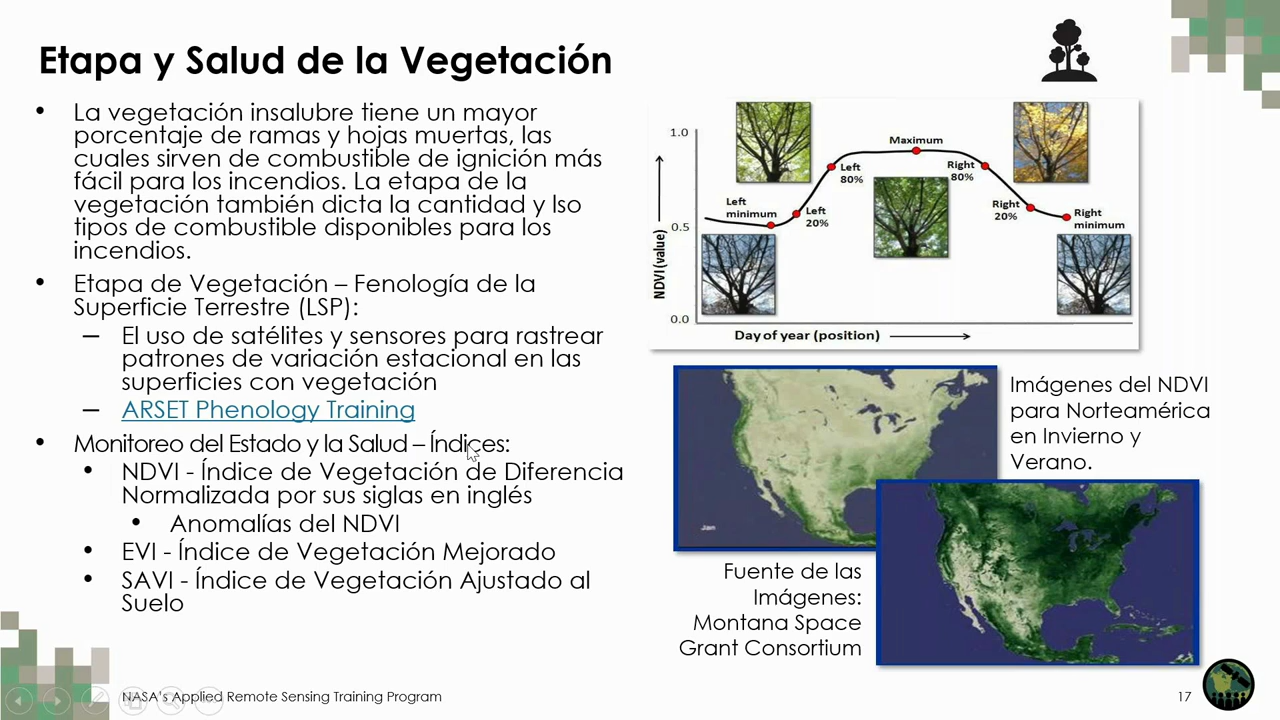 Etapa y Salud de la Vegetación
• La vegetación insalubre tiene un mayor
porcentaje de ramas y hojas muertas, las
cuales sirven de combustible de ignición más
fácil para los incendios. La etapa de la
vegetación también dicta la cantidad y lso
tipos de combustible disponibles para los
incendios.
• Etapa de Vegetación – Fenología de la
Superficie Terrestre (LSP):
– El uso de satélites y sensores para rastrear
patrones de variación estacional en las
superficies con vegetación
– ARSET Phenology Training
• Monitoreo del Estado y la Salud – Índices:
• NDVI - Índice de Vegetación de Diferencia
Normalizada por sus siglas en inglés
• Anomalías del NDVI
• EVI - Índice de Vegetación Mejorado
• SAVI - Índice de Vegetación Ajustado al
Suelo
1.0
0.5
0.0
NDVI (value)
Left
minimum
Left
20%
Left
80%
Maximum
Right
80%
Right
20%
Right
minimum
Day of year (position)
Imágenes del NDVI
para Norteamérica
en Invierno y
Verano.
Jan
Fuente de las
Imágenes:
Montana Space
Grant Consortium
NASA's Applied Remote Sensing Training Program
17